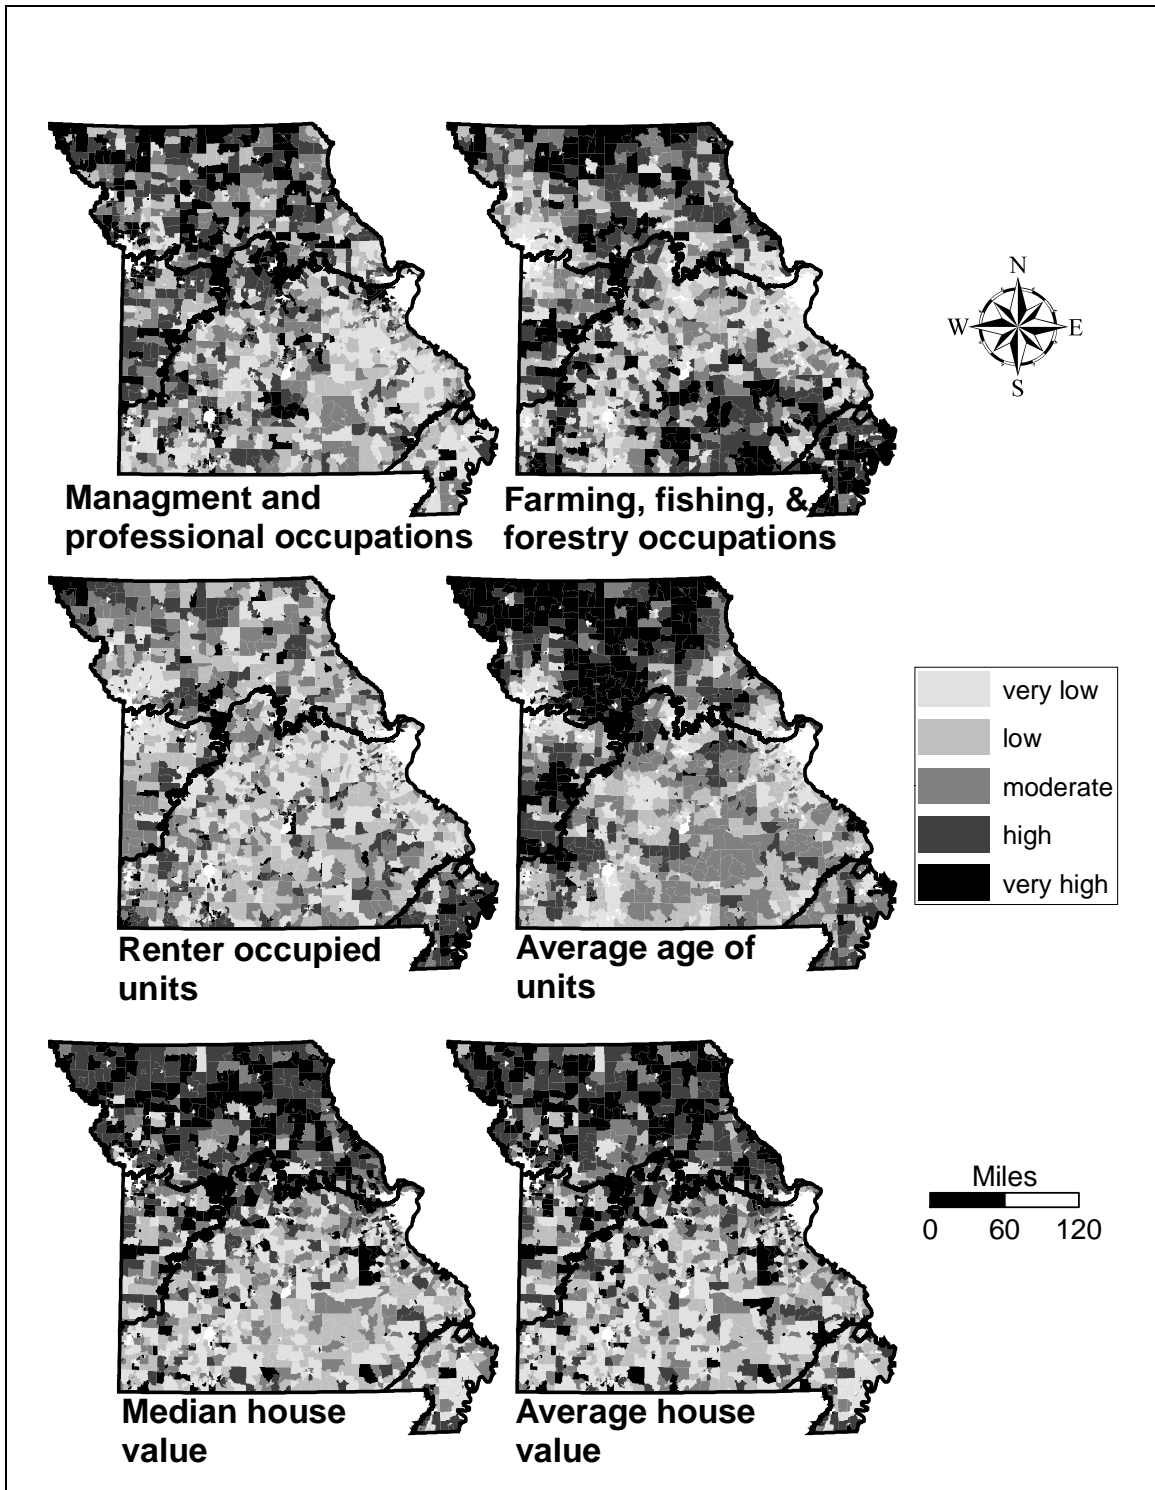 N
W E
S
Managment and
professional occupations
Farming, fishing, &
forestry occupations
Renter occupied
units
Average age of
units
very low
low
moderate
high
very high
Median house
value
Average house
value
Miles
0 60 120